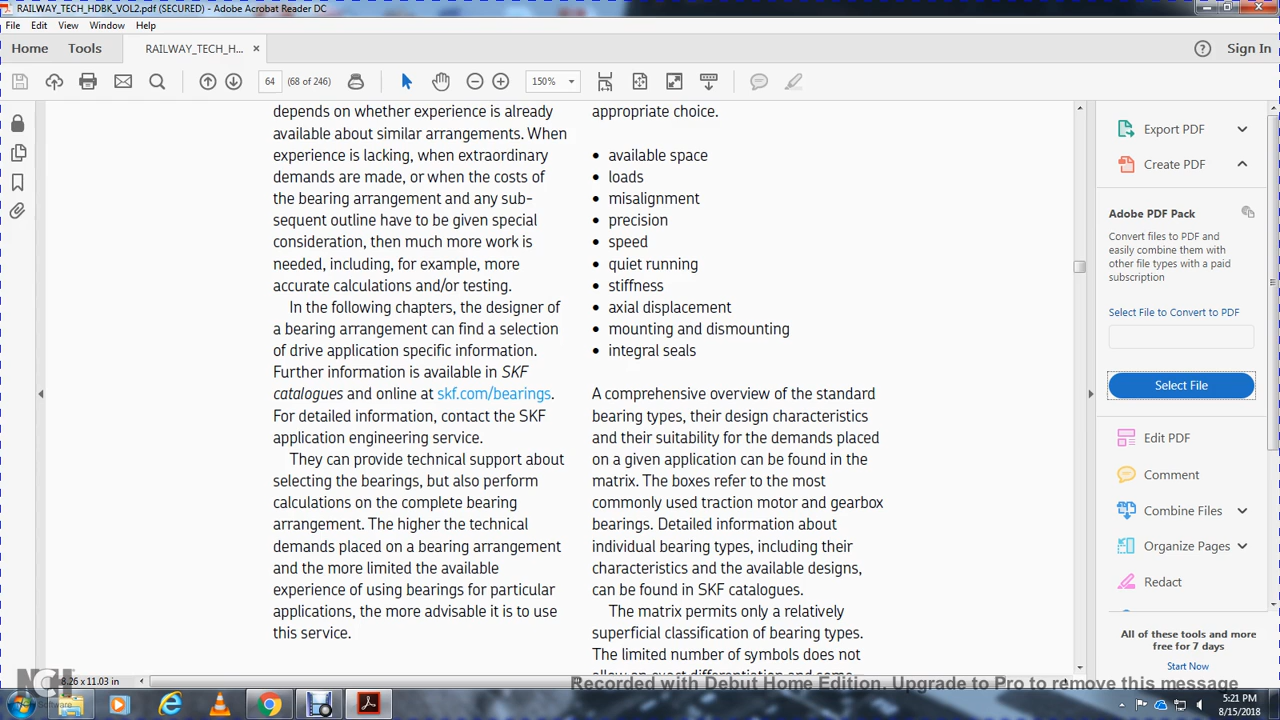 RAILWAY_TECH_HDBK_VOL2.pdf (SECURED) - Adobe Acrobat Reader DC
File Edit View Window Help
Home Tools RAILWAY_TECH_H... × ? Sign In
64 (68 of 246) 150%
depends on whether experience is already
available about similar arrangements. When
experience is lacking, when extraordinary
demands are made, or when the costs of
the bearing arrangement and any sub-
sequent outline have to be given special
consideration, then much more work is
needed, including, for example, more
accurate calculations and/or testing.
In the following chapters, the designer of
a bearing arrangement can find a selection
of drive application specific information.
Further information is available in SKF
catalogues and online at skf.com/bearings.
For detailed information, contact the SKF
application engineering service.
They can provide technical support about
selecting the bearings, but also perform
calculations on the complete bearing
arrangement. The higher the technical
demands placed on a bearing arrangement
and the more limited the available
experience of using bearings for particular
applications, the more advisable it is to use
this service.
appropriate choice.
• available space
• loads
• misalignment
• precision
• speed
• quiet running
• stiffness
• axial displacement
• mounting and dismounting
• integral seals
A comprehensive overview of the standard
bearing types, their design characteristics
and their suitability for the demands placed
on a given application can be found in the
matrix. The boxes refer to the most
commonly used traction motor and gearbox
bearings. Detailed information about
individual bearing types, including their
characteristics and the available designs,
can be found in SKF catalogues.
The matrix permits only a relatively
superficial classification of bearing types.
The limited number of symbols does not
Export PDF
Create PDF
Adobe PDF Pack
Convert files to PDF and
easily combine them with
other file types with a paid
subscription
Select File to Convert to PDF
Select File
Edit PDF
Comment
Combine Files
Organize Pages
Redact
All of these tools and more
free for 7 days
Start Now
8.26 x 11.03 in
Recorded with Debut Home Edition. Upgrade to Pro to remove this message
NCH
Software
5:21 PM
8/15/2018